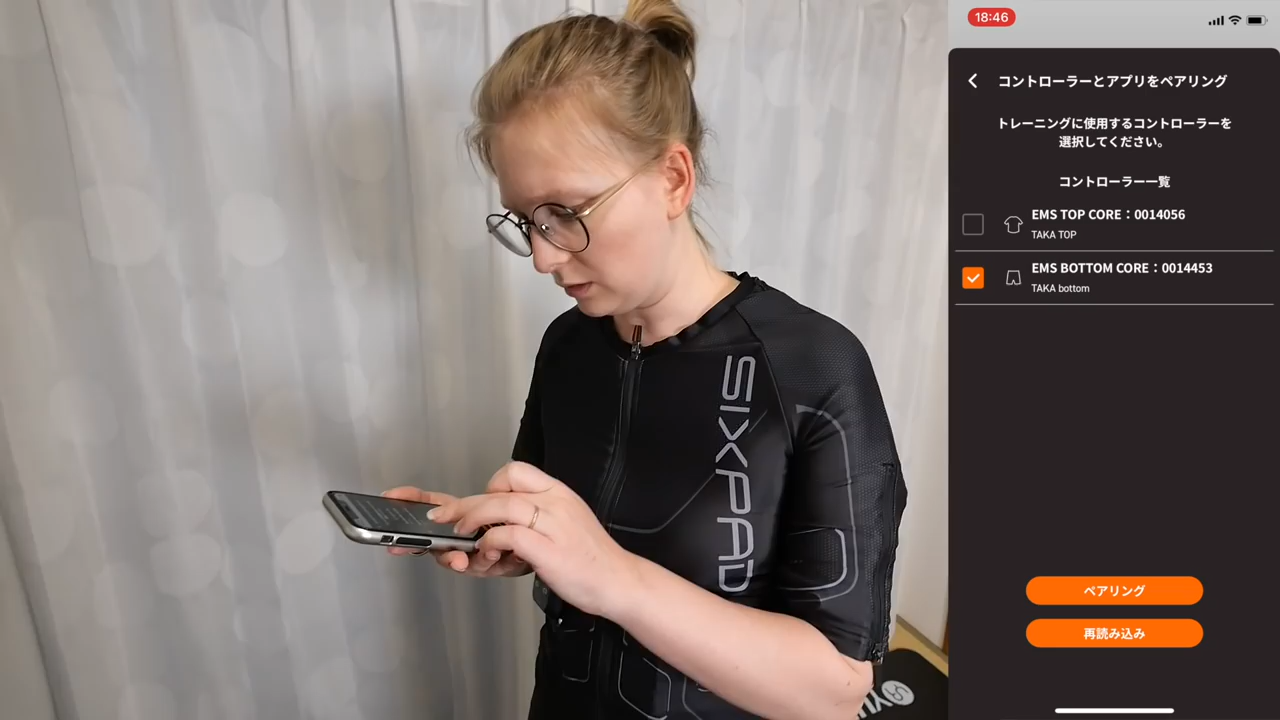 SIXPAD
18:46
コントローラーとアプリをペアリング
トレーニングに使用するコントローラーを
選択してください。
コントローラー一覧
EMS TOP CORE：0014056
TAKA TOP
EMS BOTTOM CORE：0014453
TAKA bottom
ペアリング
再読み込み